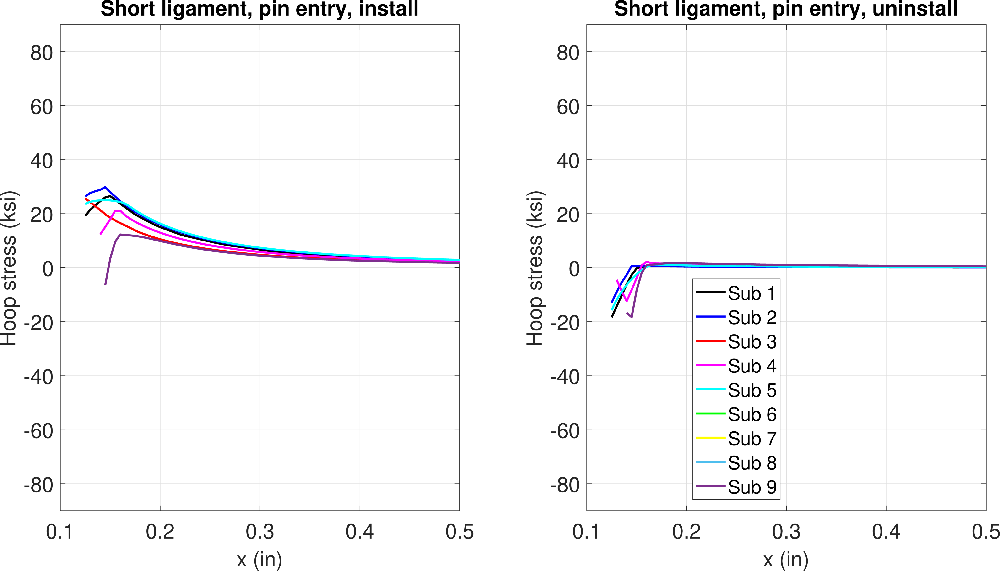 Short ligament, pin entry, install
80
60
40
20
0
-20
-40
-60
-80
Hoop stress (ksi)
0.1 0.2 0.3 0.4 0.5
x (in)
Short ligament, pin entry, uninstall
80
60
40
20
0
-20
-40
-60
-80
Hoop stress (ksi)
Sub 1
Sub 2
Sub 3
Sub 4
Sub 5
Sub 6
Sub 7
Sub 8
Sub 9
0.1 0.2 0.3 0.4 0.5
x (in)